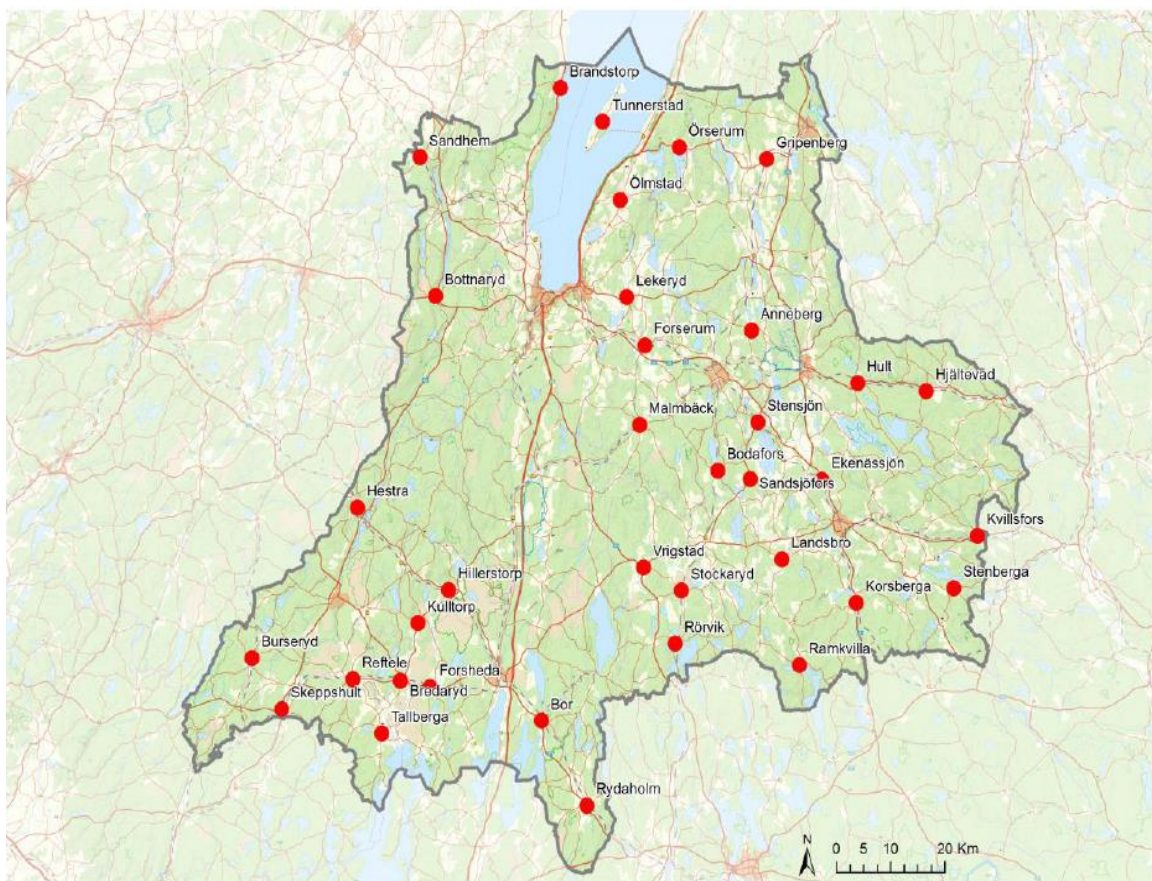 Brandstorp
Tunnerstad
Sandhem
Örserum
Gripenberg
Ölmstad
Bottnaryd
Lekeryd
Anneberg
Forserum
Hult
Hjältevad
Malmbäck
Stensjön
Bodafors
Ekenässjön
Sandsjöfors
Hestra
Kvillsfors
Landsbro
Vrigstad
Stockaryd
Stenberga
Hillerstorp
Korsberga
Kulltorp
Rörvik
Burseryd
Ramkvilla
Reftele
Forsheda
Bredaryd
Skeppshult
Bor
Tallberga
Rydaholm
N
0 5 10 20 Km